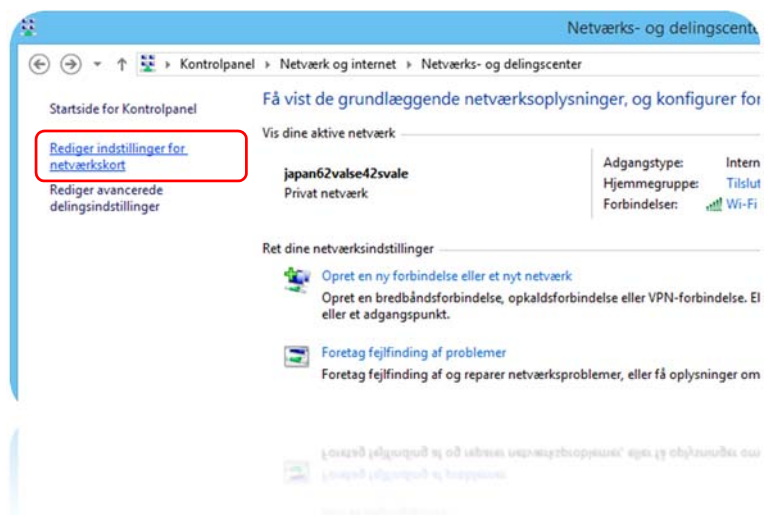 Netværks- og delingscente
Kontrolpanel ▸ Netværk og internet ▸ Netværks- og delingscenter
Startside for Kontrolpanel
Rediger indstillinger for
netværkskort
Rediger avancerede
delingsindstillinger
Få vist de grundlæggende netværksoplysninger, og konfigurer for
Vis dine aktive netværk
japan62valse42svale
Privat netværk
Adgangstype: Intern
Hjemmegruppe: Tilslut
Forbindelser: Wi-Fi
Ret dine netværksindstillinger
Opret en ny forbindelse eller et nyt netværk
Opret en bredbåndsforbindelse, opkaldsforbindelse eller VPN-forbindelse. El
eller et adgangspunkt.
Foretag fejlfinding af problemer
Foretag fejlfinding af og reparer netværksproblemer, eller få oplysninger om